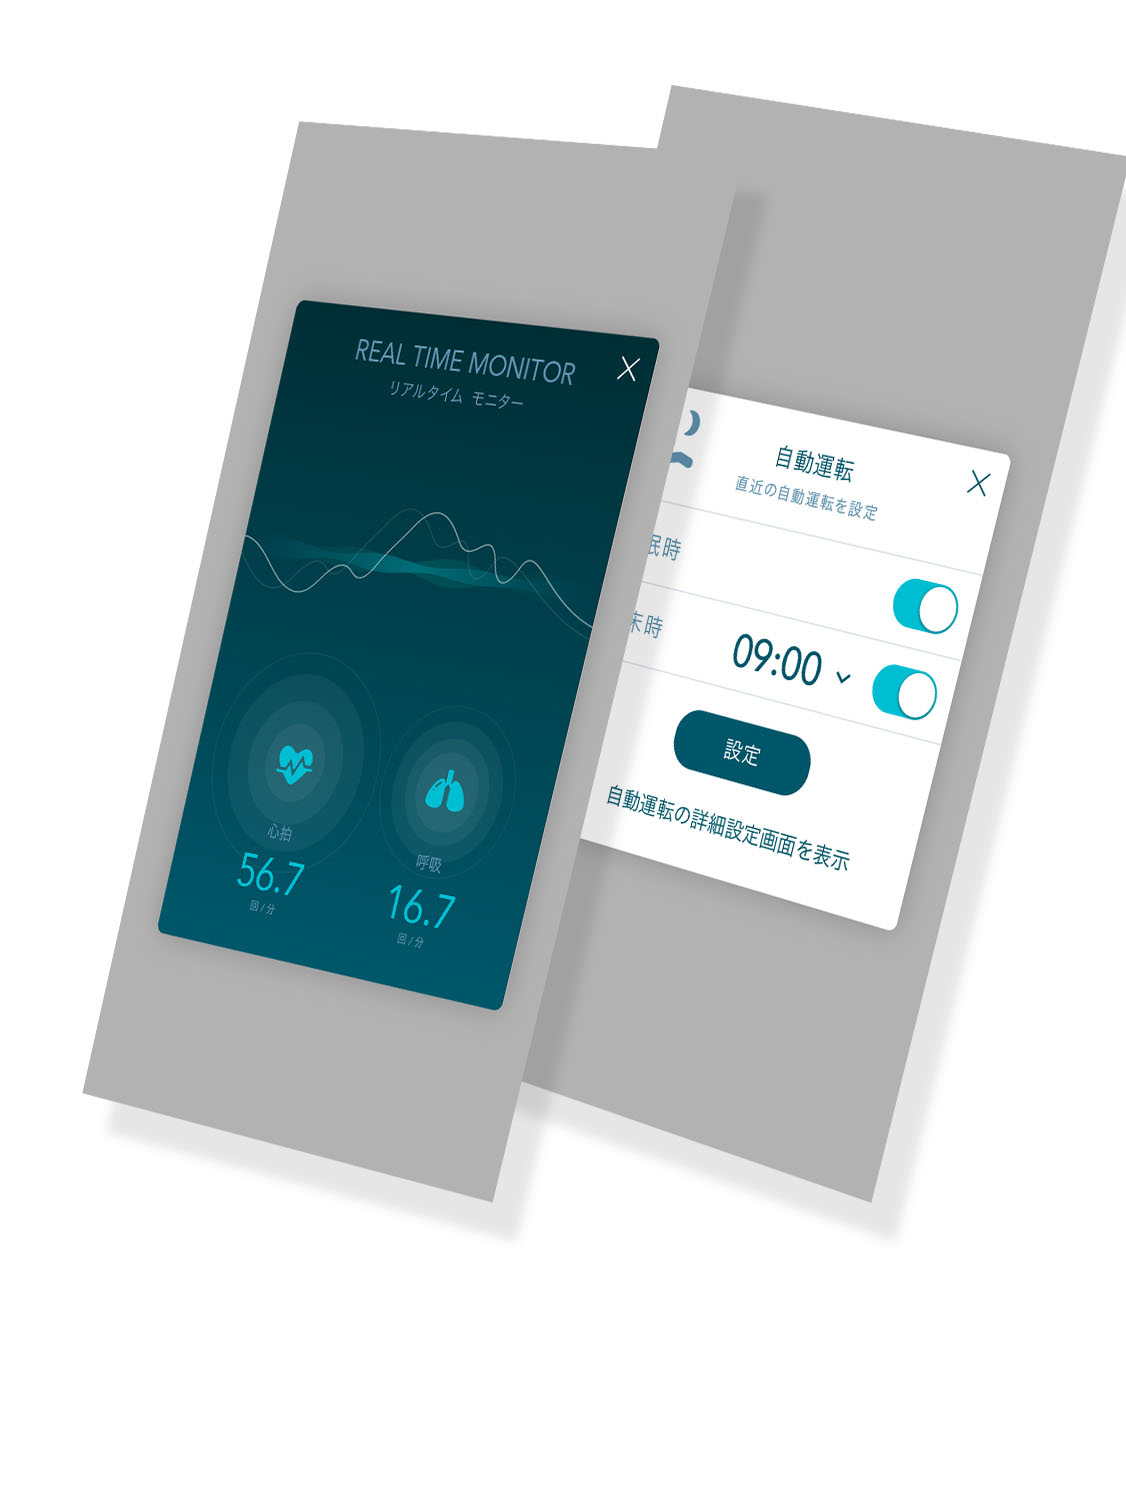 REAL TIME MONITOR
リアルタイム モニター
心拍
56.7
回 / 分
呼吸
16.7
回 / 分
自動運転
直近の自動運転を設定
眠時
末時
09:00
設定
自動運転の詳細設定画面を表示